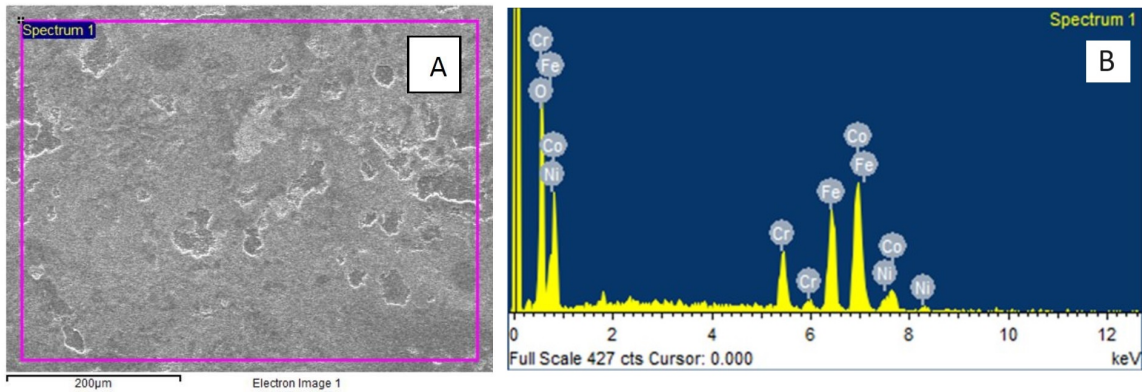 Spectrum 1
A
200µm
Electron Image 1
Spectrum 1
B
Cr
Fe
O
Co
Ni
Cr
Cr
Fe
Co
Fe
Co
Ni
Ni
0 2 4 6 8 10 12
Full Scale 427 cts Cursor: 0.000 keV